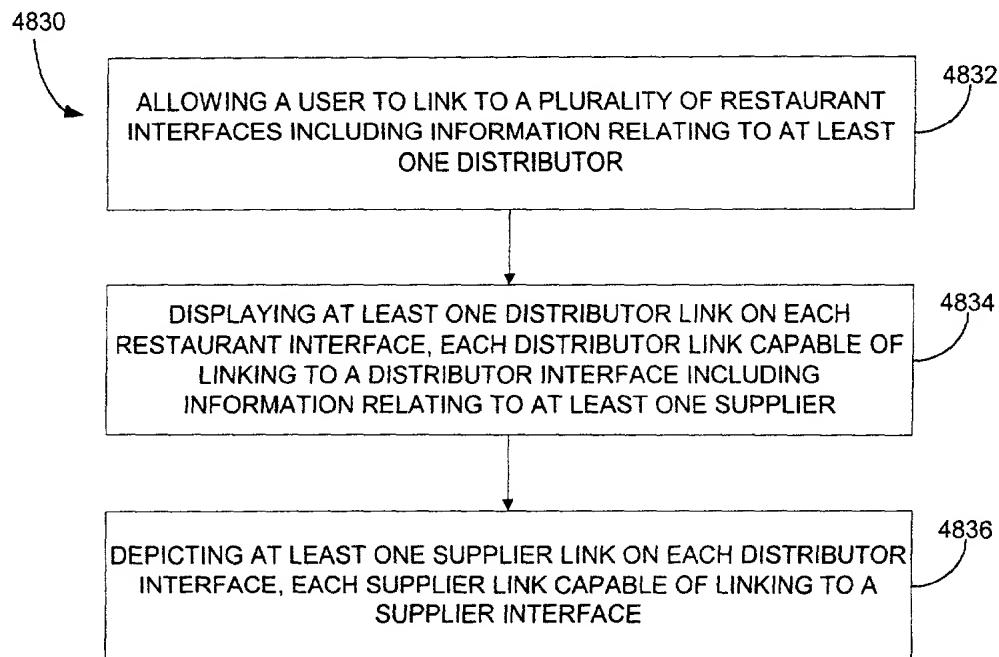 4830
4832
ALLOWING A USER TO LINK TO A PLURALITY OF RESTAURANT
INTERFACES INCLUDING INFORMATION RELATING TO AT LEAST
ONE DISTRIBUTOR
4834
DISPLAYING AT LEAST ONE DISTRIBUTOR LINK ON EACH
RESTAURANT INTERFACE, EACH DISTRIBUTOR LINK CAPABLE OF
LINKING TO A DISTRIBUTOR INTERFACE INCLUDING
INFORMATION RELATING TO AT LEAST ONE SUPPLIER
4836
DEPICTING AT LEAST ONE SUPPLIER LINK ON EACH DISTRIBUTOR
INTERFACE, EACH SUPPLIER LINK CAPABLE OF LINKING TO A
SUPPLIER INTERFACE